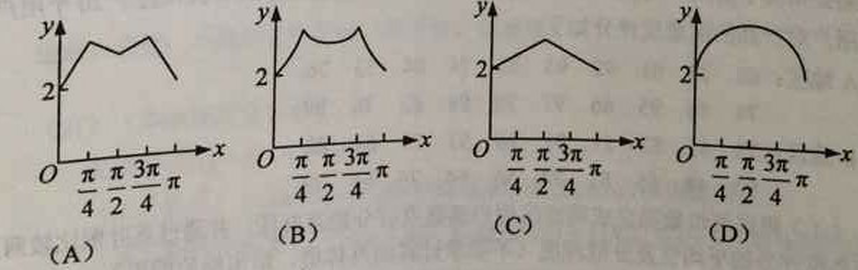 y y y y
2 2 2 2
O π/4 π/2 3π/4 π x O π/4 π/2 3π/4 π x O π/4 π/2 3π/4 π x O π/4 π/2 3π/4 π x
(A) (B) (C) (D)